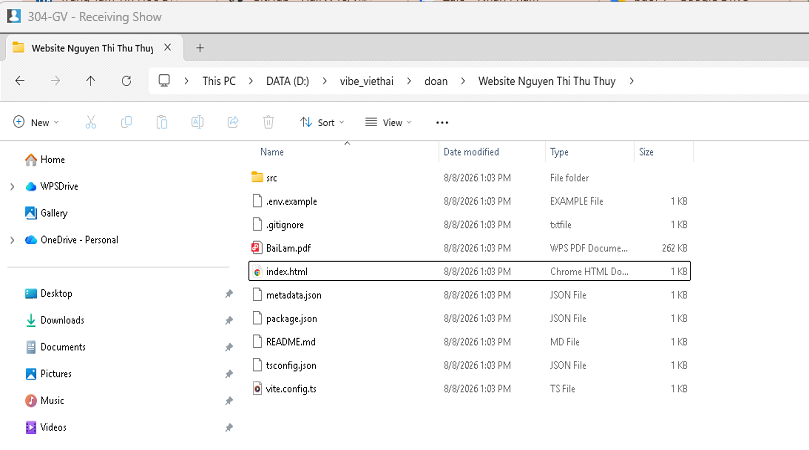 304-GV - Receiving Show
Website Nguyen Thi Thu Thuy
This PC > DATA (D:) > vibe_viethai > doan > Website Nguyen Thi Thu Thuy >
New Sort View ...
Name Date modified Type Size
Home
WPSDrive
Gallery
OneDrive - Personal
Desktop
Downloads
Documents
Pictures
Music
Videos
src 8/8/2026 1:03 PM File folder
.env.example 8/8/2026 1:03 PM EXAMPLE File 1 KB
.gitignore 8/8/2026 1:03 PM txtfile 1 KB
BaiLam.pdf 8/8/2026 1:03 PM WPS PDF Docume... 262 KB
index.html 8/8/2026 1:03 PM Chrome HTML Do... 1 KB
metadata.json 8/8/2026 1:03 PM JSON File 1 KB
package.json 8/8/2026 1:03 PM JSON File 1 KB
README.md 8/8/2026 1:03 PM MD File 1 KB
tsconfig.json 8/8/2026 1:03 PM JSON File 1 KB
vite.config.ts 8/8/2026 1:03 PM TS File 1 KB